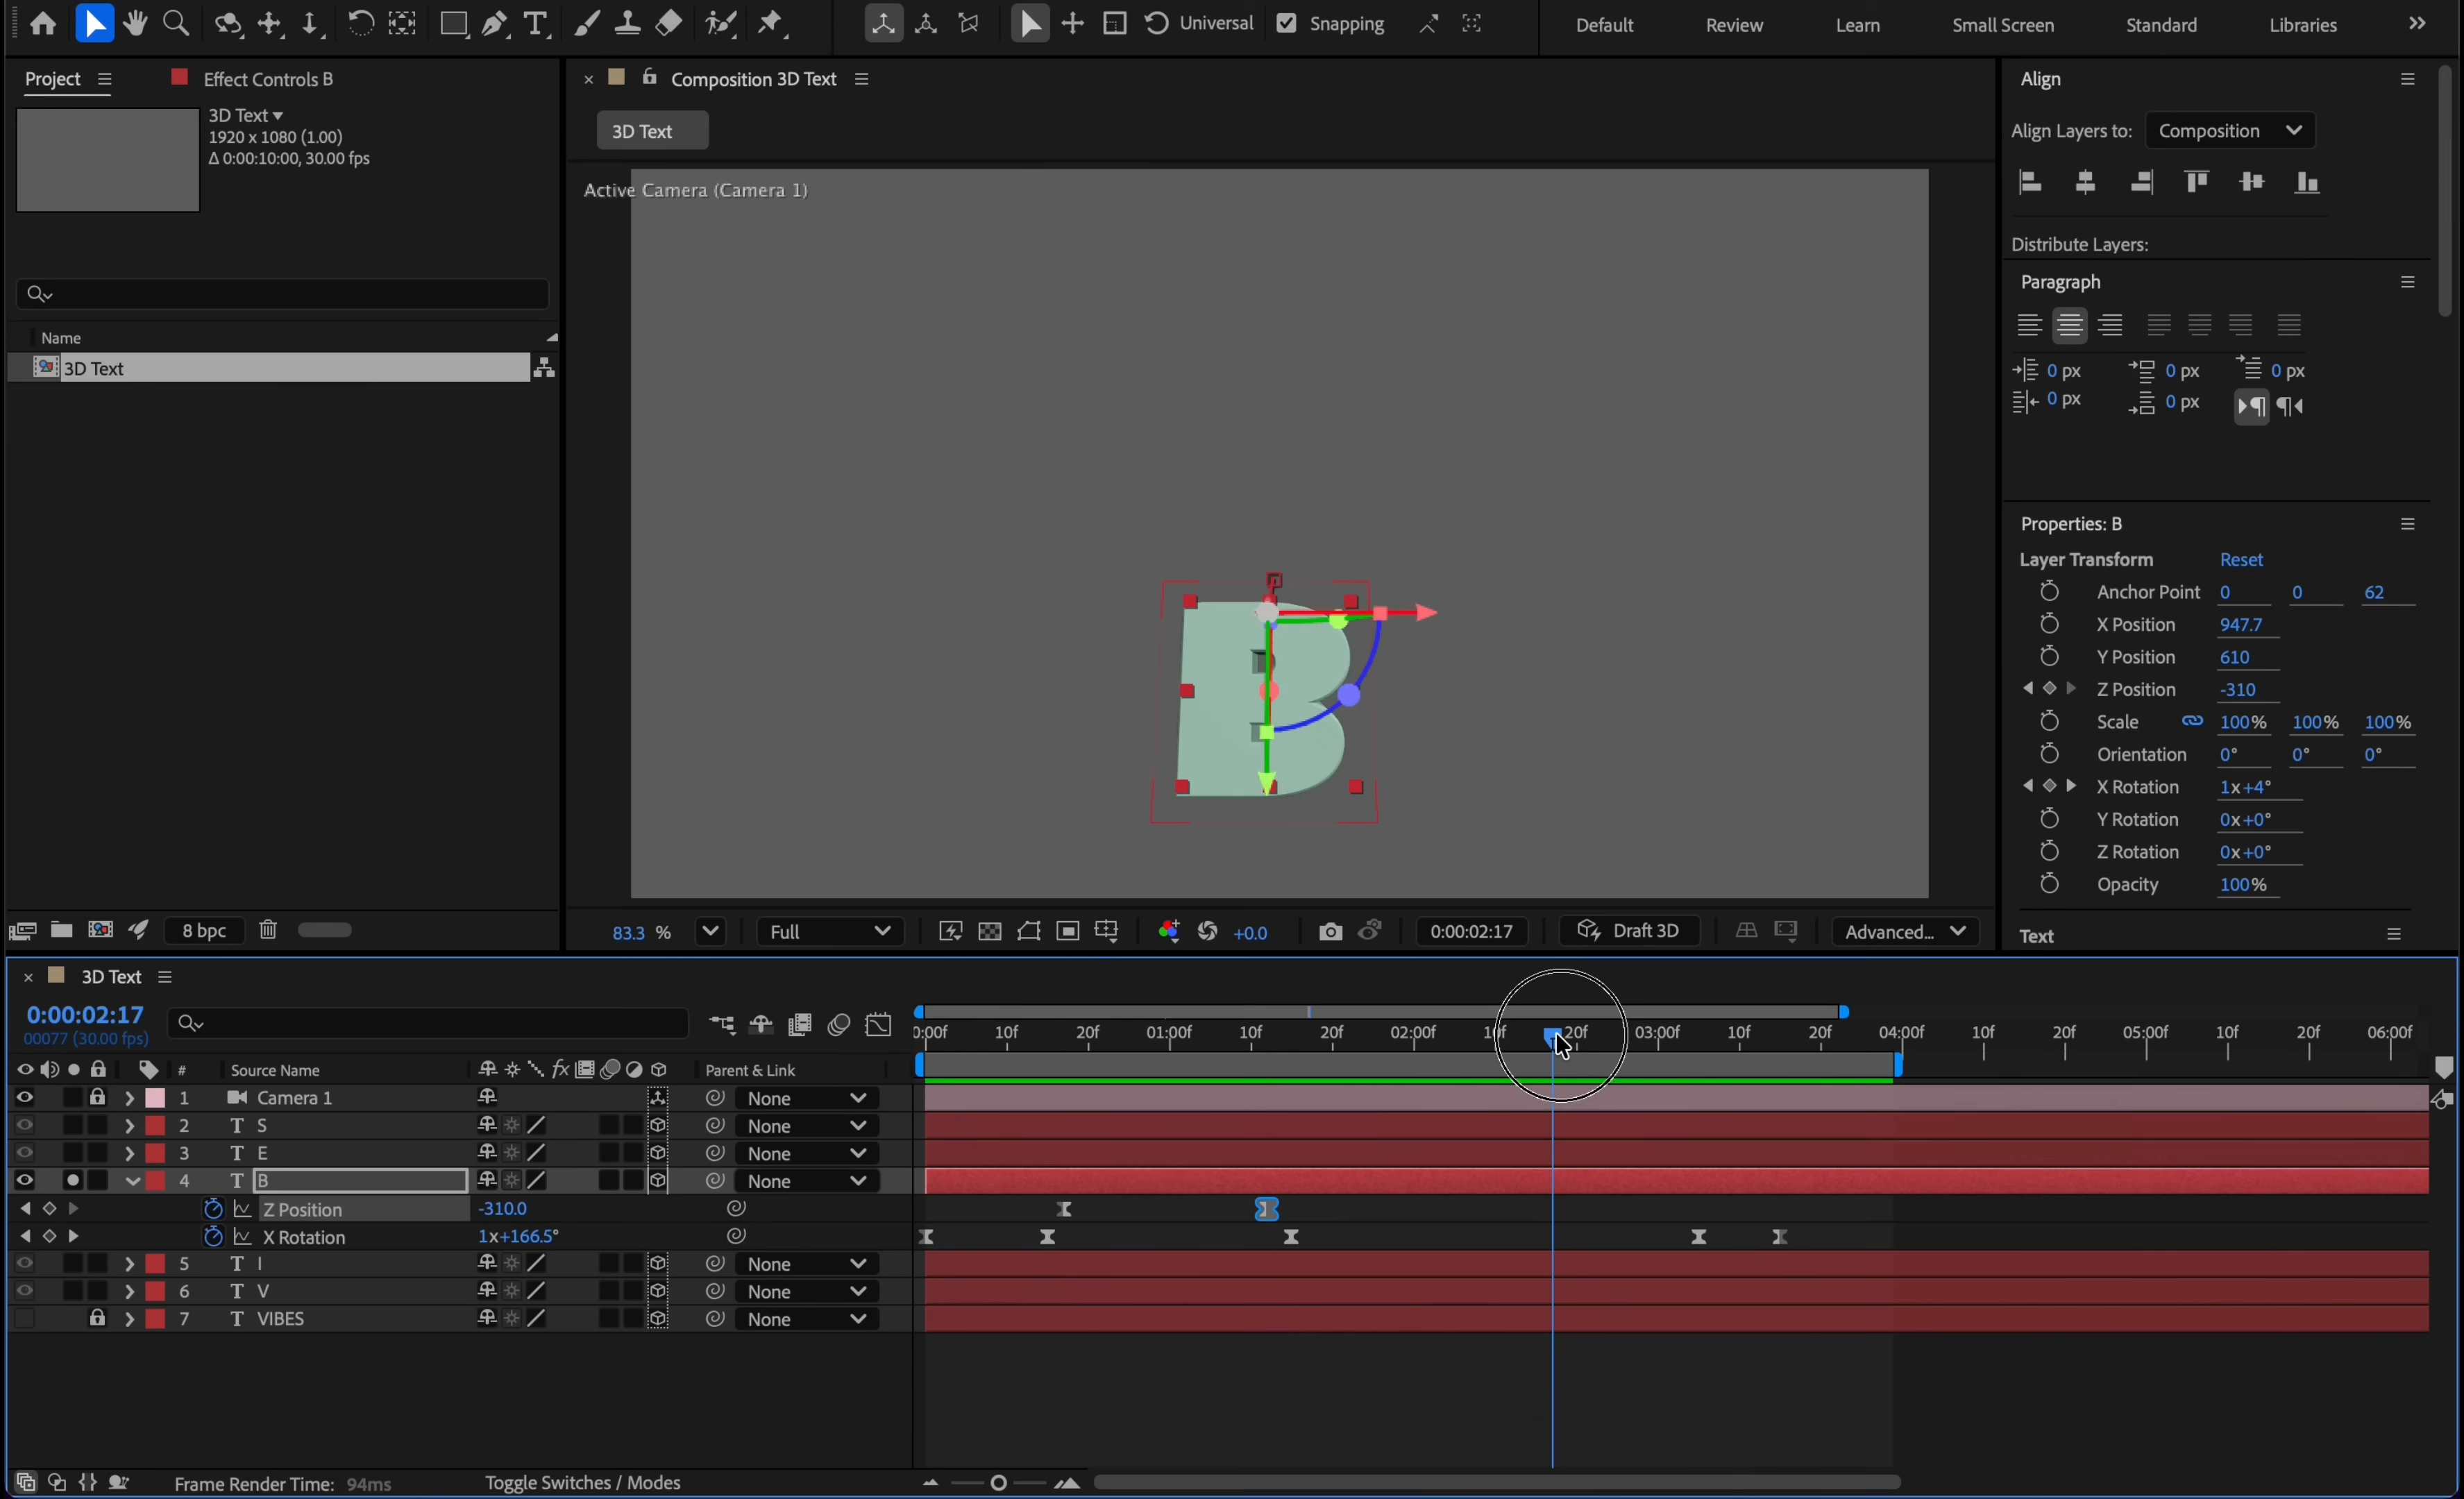 Universal
Snapping
Default
Review
Learn
Small Screen
Standard
Libraries
Project
Effect Controls B
3D Text
1920 x 1080 (1.00)
Δ 0:00:10:00, 30.00 fps
Name
3D Text
8 bpc
Composition 3D Text
3D Text
Active Camera (Camera 1)
83.3 %
Full
+0.0
0:00:02:17
Draft 3D
Advanced...
Align
Align Layers to: Composition
Distribute Layers:
Paragraph
0 px 0 px 0 px
0 px 0 px
Properties: B
Layer Transform Reset
Anchor Point 0 0 62
X Position 947.7
Y Position 610
Z Position -310
Scale 100% 100% 100%
Orientation 0° 0° 0°
X Rotation 1x+4°
Y Rotation 0x+0°
Z Rotation 0x+0°
Opacity 100%
Text
3D Text
0:00:02:17
00077 (30.00 fps)
0:00f 10f 20f 01:00f 10f 20f 02:00f 10f 20f 03:00f 10f 20f 04:00f 10f 20f 05:00f 10f 20f 06:00f
# Source Name fx Parent & Link
1 Camera 1 None
2 T S None
3 T E None
4 T B None
Z Position -310.0
X Rotation 1x+166.5°
5 T I None
6 T V None
7 T VIBES None
Frame Render Time: 94ms
Toggle Switches / Modes